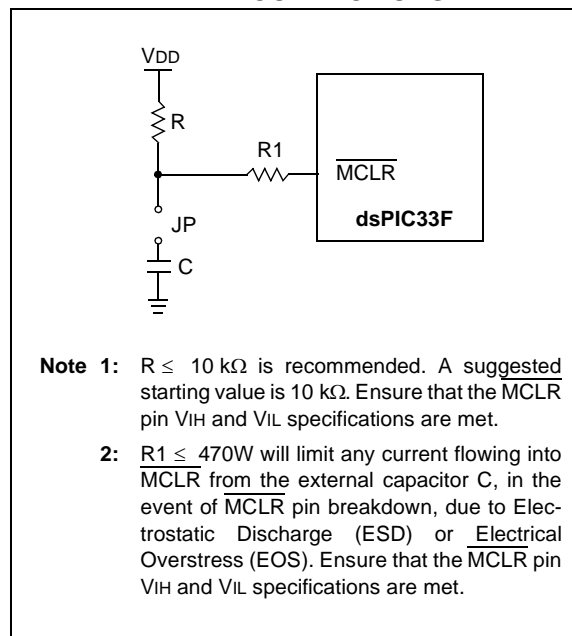 VDD
R
R1
MCLR
dsPIC33F
JP
C
Note 1: R ≤ 10 kΩ is recommended. A suggested
starting value is 10 kΩ. Ensure that the MCLR
pin VIH and VIL specifications are met.
2: R1 ≤ 470W will limit any current flowing into
MCLR from the external capacitor C, in the
event of MCLR pin breakdown, due to Elec-
trostatic Discharge (ESD) or Electrical
Overstress (EOS). Ensure that the MCLR pin
VIH and VIL specifications are met.